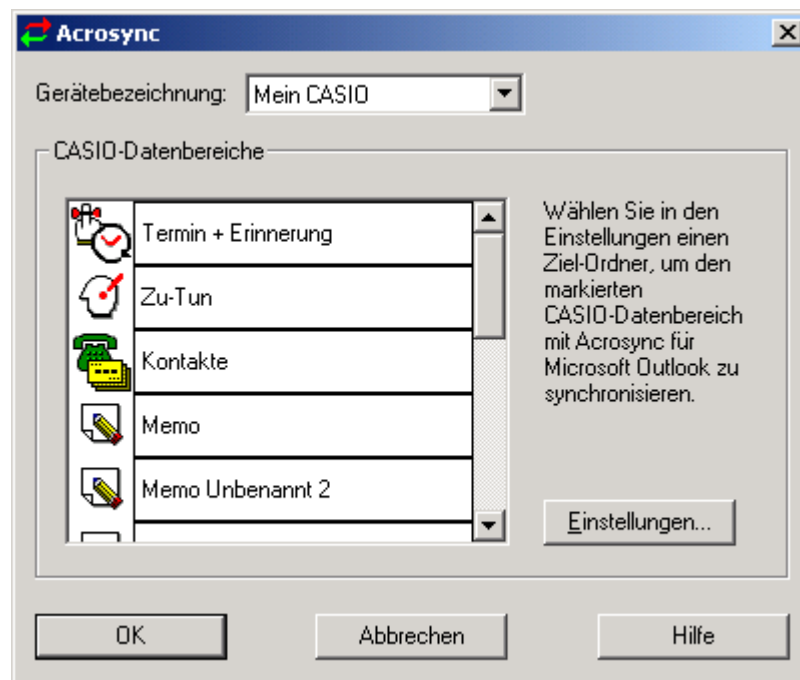 Acrosync
Gerätebezeichnung: Mein CASIO
CASIO-Datenbereiche
Termin + Erinnerung
Zu-Tun
Kontakte
Memo
Memo Unbenannt 2
Wählen Sie in den
Einstellungen einen
Ziel-Ordner, um den
markierten
CASIO-Datenbereich
mit Acrosync für
Microsoft Outlook zu
synchronisieren.
Einstellungen...
OK
Abbrechen
Hilfe